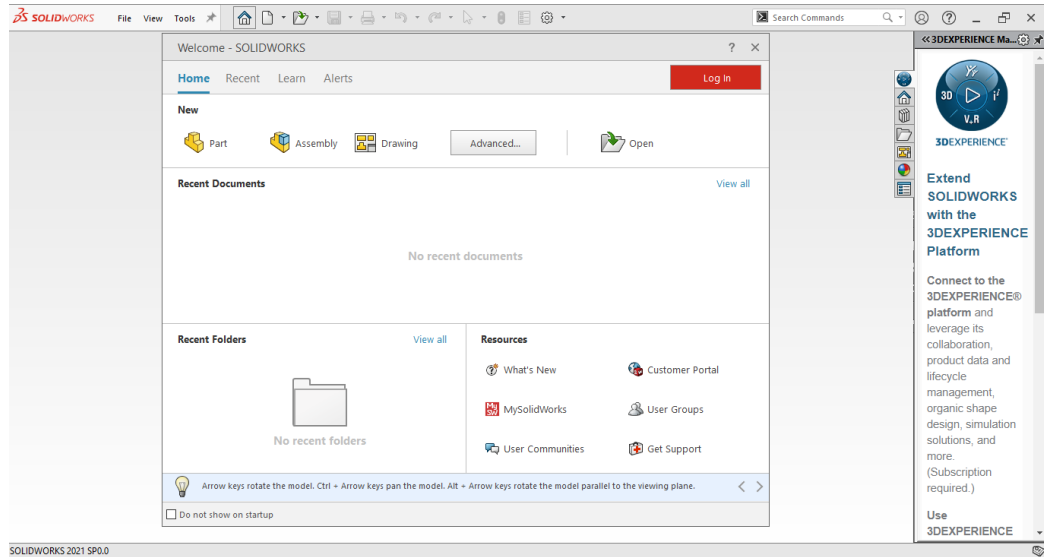 SOLIDWORKS File View Tools Search Commands
Welcome - SOLIDWORKS
Home Recent Learn Alerts Log In
New
Part Assembly Drawing Advanced... Open
Recent Documents View all
No recent documents
Recent Folders View all
No recent folders
Resources
What's New Customer Portal
MySolidWorks User Groups
User Communities Get Support
Arrow keys rotate the model. Ctrl + Arrow keys pan the model. Alt + Arrow keys rotate the model parallel to the viewing plane.
Do not show on startup
SOLIDWORKS 2021 SP0.0
3DEXPERIENCE Ma...
3D V.R
3DEXPERIENCE
Extend
SOLIDWORKS
with the
3DEXPERIENCE
Platform
Connect to the
3DEXPERIENCE®
platform and
leverage its
collaboration,
product data and
lifecycle
management,
organic shape
design, simulation
solutions, and
more.
(Subscription
required.)
Use
3DEXPERIENCE